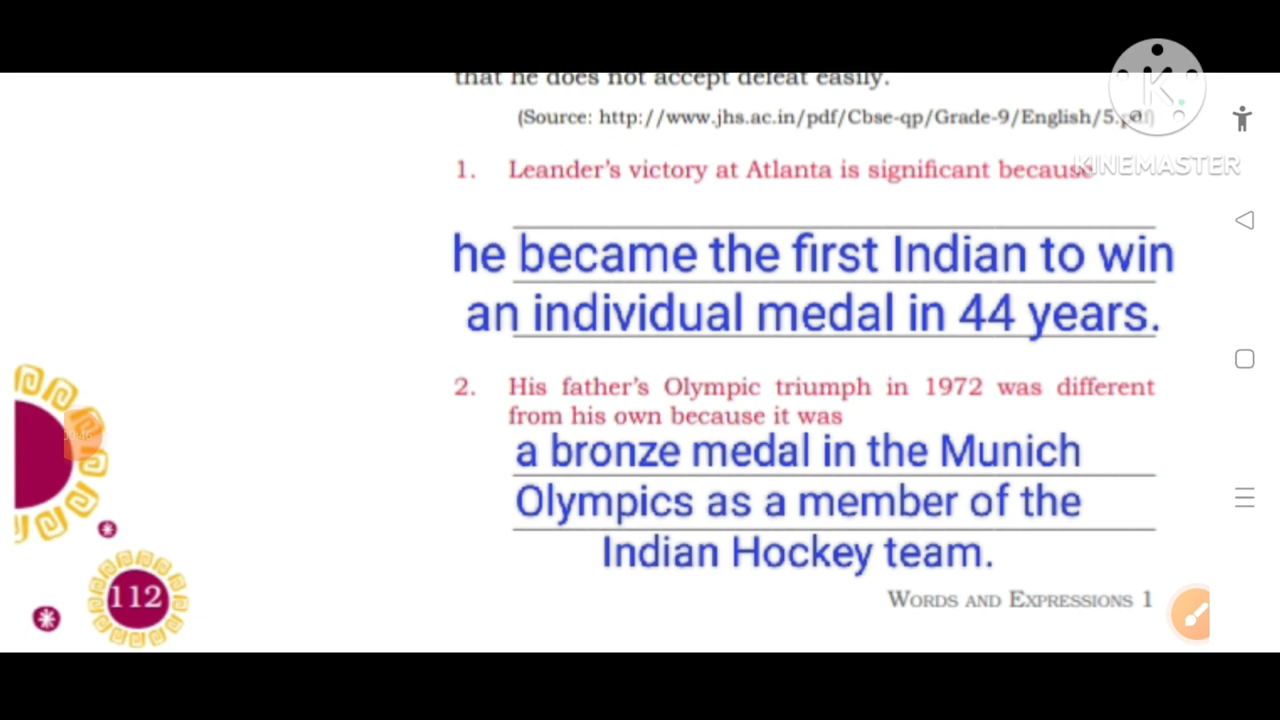 that he does not accept defeat easily.
(Source: http://www.jhs.ac.in/pdf/Cbse-qp/Grade-9/English/5.pdf)
KINEMASTER
1. Leander's victory at Atlanta is significant because
he became the first Indian to win
an individual medal in 44 years.
2. His father's Olympic triumph in 1972 was different
from his own because it was
a bronze medal in the Munich
Olympics as a member of the
Indian Hockey team.
112
WORDS AND EXPRESSIONS 1